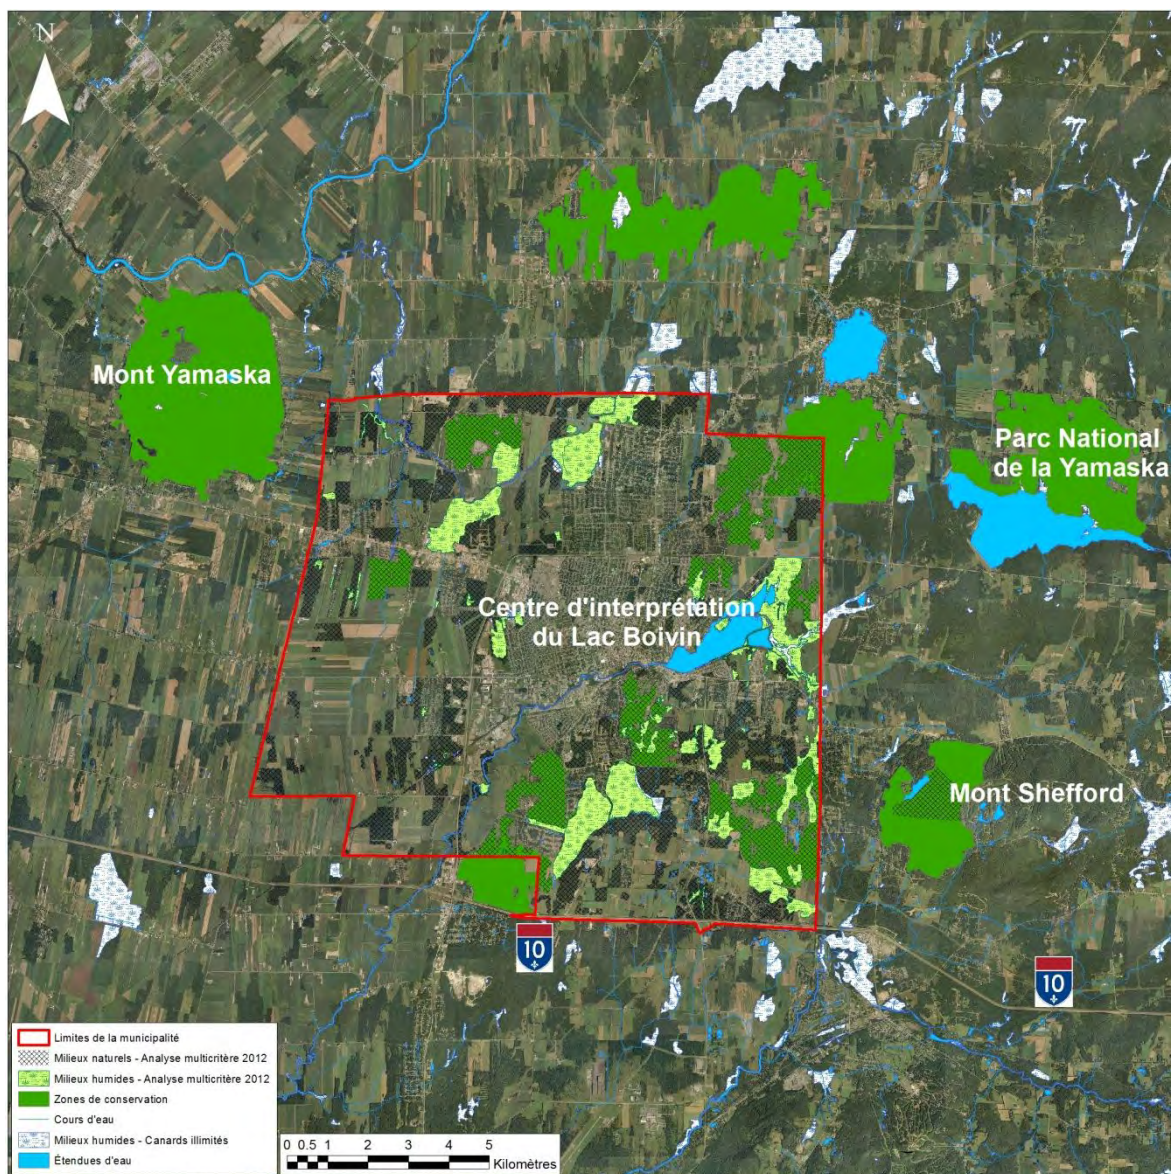 N
Mont Yamaska
Parc National
de la Yamaska
Centre d'interprétation
du Lac Boivin
Mont Shefford
10
10
Limites de la municipalité
Milieux naturels - Analyse multicritère 2012
Milieux humides - Analyse multicritère 2012
Zones de conservation
Cours d'eau
Milieux humides - Canards illimités
Étendues d'eau
0 0.5 1 2 3 4 5
Kilomètres